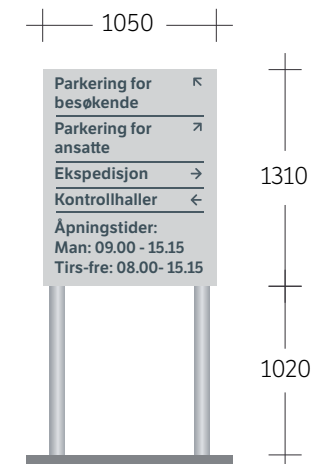 1050
Parkering for ↖
besøkende
Parkering for ↗
ansatte
Ekspedisjon →
Kontrollhaller ←
Åpningstider:
Man: 09.00 - 15.15
Tirs-fre: 08.00- 15.15
1310
1020